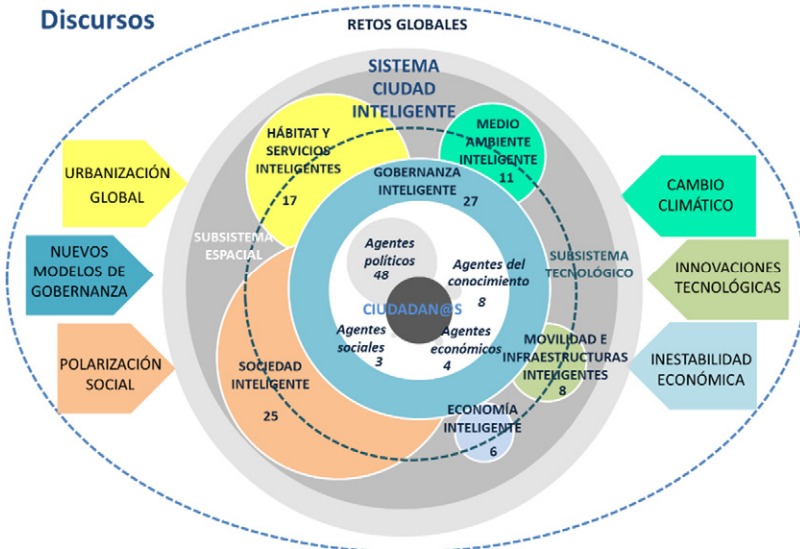 Discursos
RETOS GLOBALES
SISTEMA
CIUDAD
INTELIGENTE
HÁBITAT Y
SERVICIOS
INTELIGENTES
17
MEDIO
AMBIENTE
INTELIGENTE
11
GOBERNANZA
INTELIGENTE
27
URBANIZACIÓN
GLOBAL
NUEVOS
MODELOS DE
GOBERNANZA
POLARIZACIÓN
SOCIAL
CAMBIO
CLIMÁTICO
INNOVACIONES
TECNOLÓGICAS
INESTABILIDAD
ECONÓMICA
SUBSISTEMA
ESPACIAL
SUBSISTEMA
TECNOLÓGICO
Agentes
políticos
48
Agentes del
conocimiento
8
CIUDADAN@S
Agentes
sociales
3
Agentes
económicos
4
SOCIEDAD
INTELIGENTE
25
MOVILIDAD E
INFRAESTRUCTURAS
INTELIGENTES
8
ECONOMÍA
INTELIGENTE
6